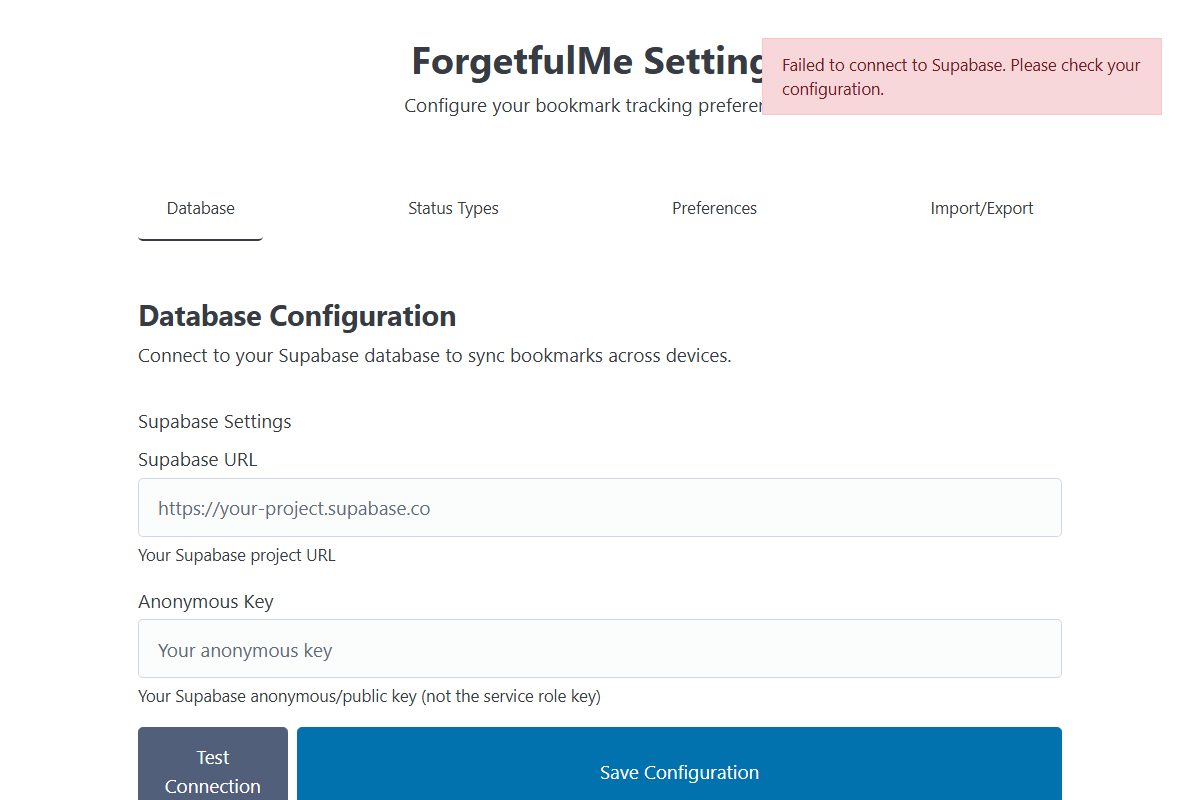 ForgetfulMe Setting
Failed to connect to Supabase. Please check your
configuration.
Configure your bookmark tracking prefere
Database
Status Types
Preferences
Import/Export
Database Configuration
Connect to your Supabase database to sync bookmarks across devices.
Supabase Settings
Supabase URL
https://your-project.supabase.co
Your Supabase project URL
Anonymous Key
Your anonymous key
Your Supabase anonymous/public key (not the service role key)
Test
Connection
Save Configuration